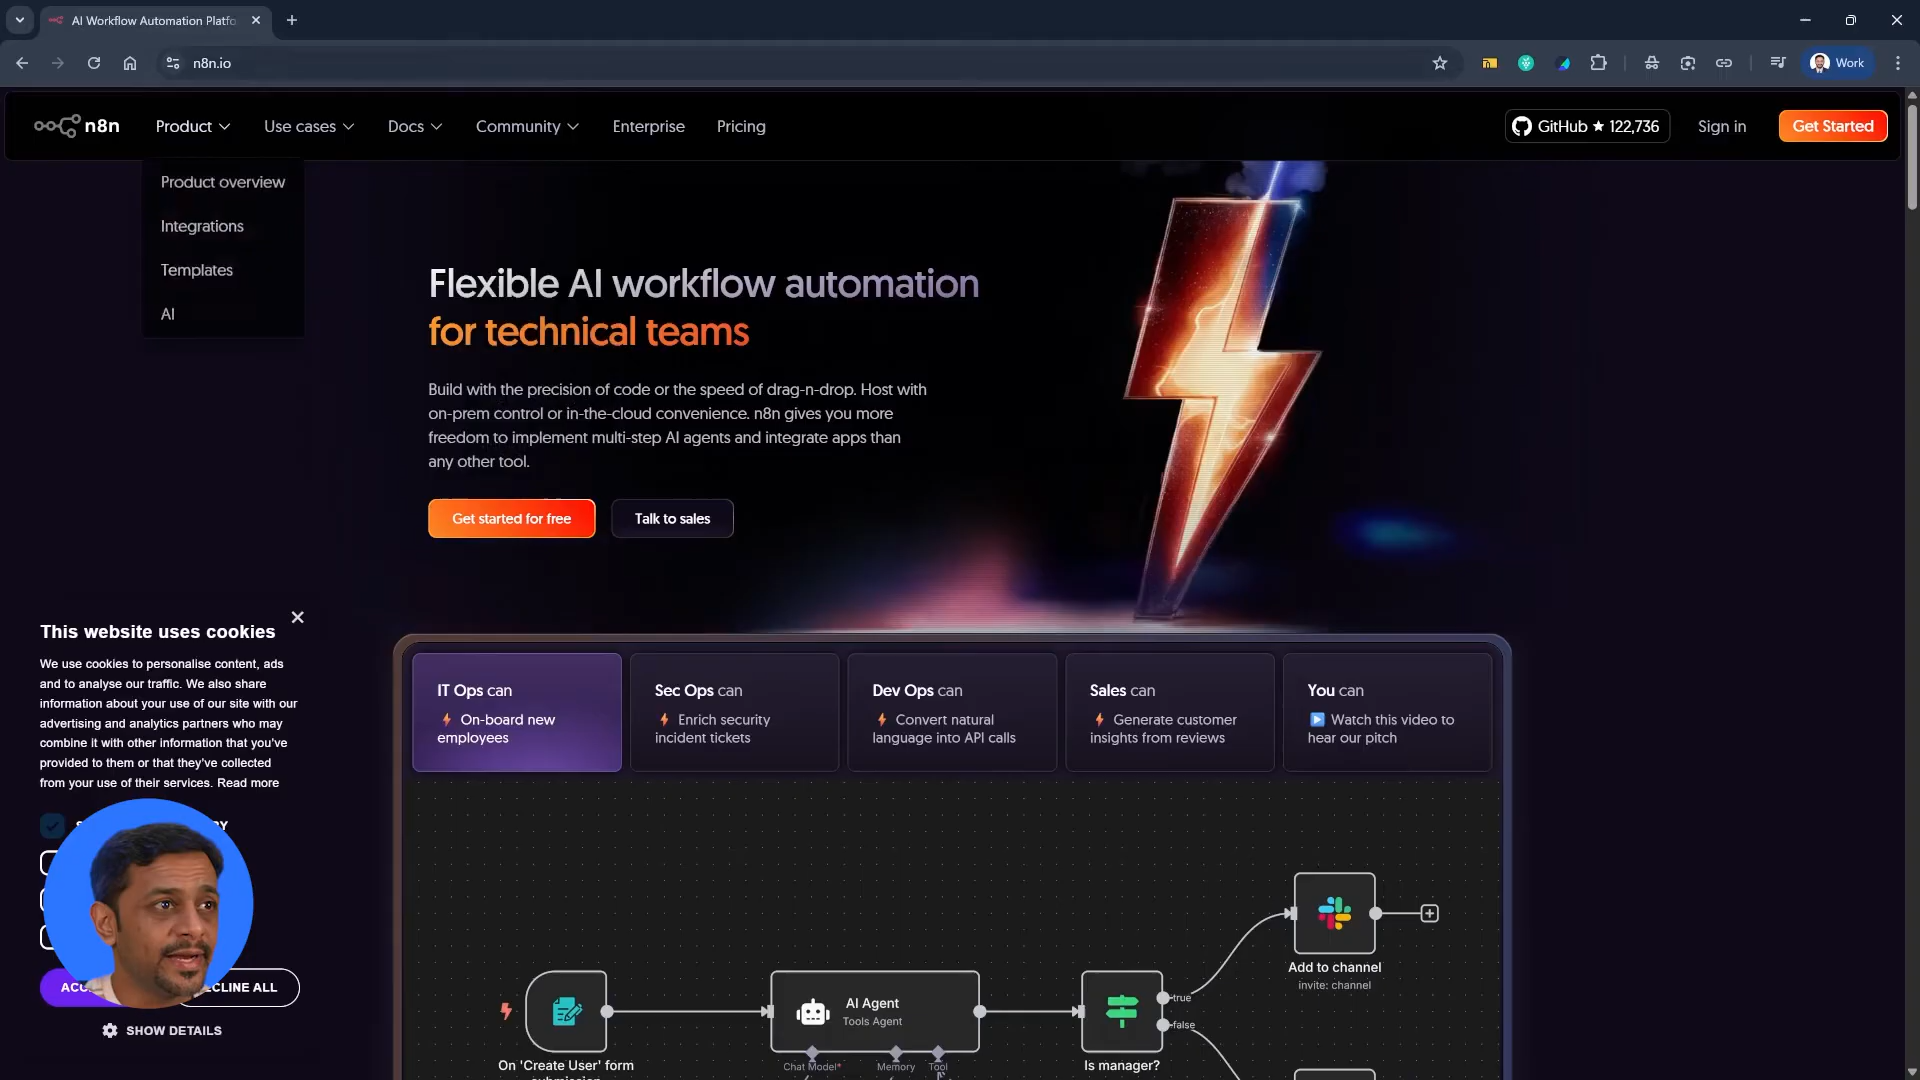 AI Workflow Automation Platfo
n8n.io
Work
n8n
Product
Use cases
Docs
Community
Enterprise
Pricing
GitHub ★ 122,736
Sign in
Get Started
Product overview
Integrations
Templates
AI
Flexible AI workflow automation
for technical teams
Build with the precision of code or the speed of drag-n-drop. Host with
on-prem control or in-the-cloud convenience. n8n gives you more
freedom to implement multi-step AI agents and integrate apps than
any other tool.
Get started for free
Talk to sales
This website uses cookies
We use cookies to personalise content, ads
and to analyse our traffic. We also share
information about your use of our site with our
advertising and analytics partners who may
combine it with other information that you've
provided to them or that they've collected
from your use of their services. Read more
SHOW DETAILS
IT Ops can
On-board new
employees
Sec Ops can
Enrich security
incident tickets
Dev Ops can
Convert natural
language into API calls
Sales can
Generate customer
insights from reviews
You can
Watch this video to
hear our pitch
Add to channel
invite: channel
AI Agent
Tools Agent
true
false
On 'Create User' form
Chat Model*
Memory
Tool
Is manager?